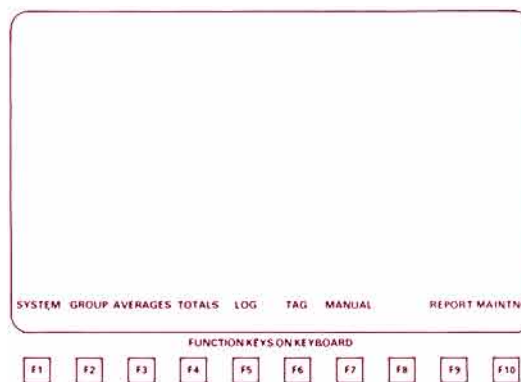 SYSTEM GROUP AVERAGES TOTALS LOG TAG MANUAL REPORT MAINTN
FUNCTION KEYS ON KEYBOARD
F1 F2 F3 F4 F5 F6 F7 F8 F9 F10